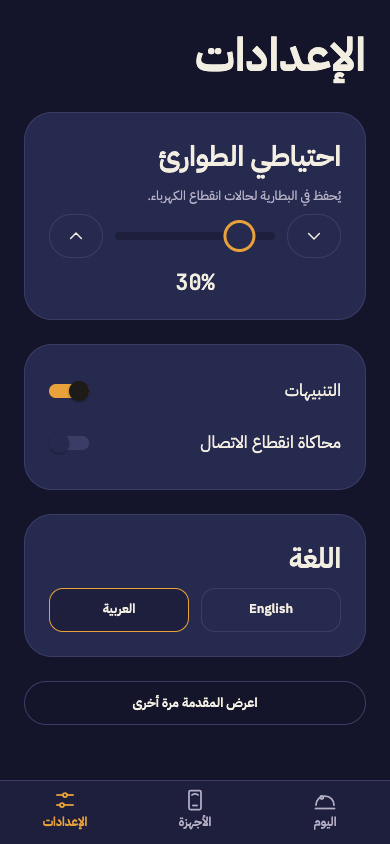 الإعدادات
احتياطي الطوارئ
يُحفظ في البطارية لحالات انقطاع الكهرباء.
30%
التنبيهات
محاكاة انقطاع الاتصال
اللغة
English
العربية
اعرض المقدمة مرة أخرى
اليوم
الأجهزة
الإعدادات